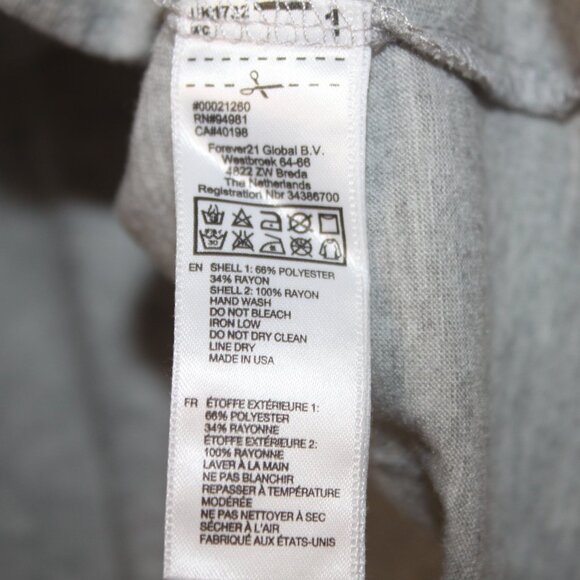 1
#00021260
RN#94981
CA#40198
Forever21 Global B.V.
Westbroek 64-66
4822 ZW Breda
The Netherlands
Registration Nbr 34386700
EN SHELL 1: 66% POLYESTER
34% RAYON
SHELL 2: 100% RAYON
HAND WASH
DO NOT BLEACH
IRON LOW
DO NOT DRY CLEAN
LINE DRY
MADE IN USA
FR ÉTOFFE EXTÉRIEURE 1:
66% POLYESTER
34% RAYONNE
ÉTOFFE EXTÉRIEURE 2:
100% RAYONNE
LAVER À LA MAIN
NE PAS BLANCHIR
REPASSER À TEMPÉRATURE
MODÉRÉE
NE PAS NETTOYER À SEC
SÉCHER À L'AIR
FABRIQUÉ AUX ÉTATS-UNIS